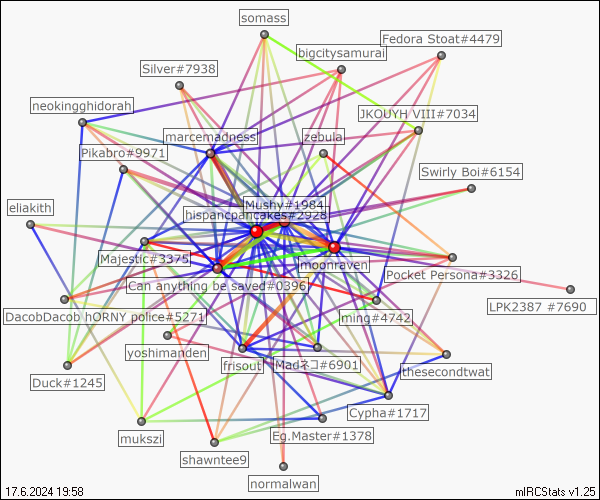 somass
Fedora Stoat#4479
bigcitysamurai
Silver#7938
neokingghidorah
JKOUYH VIII#7034
marcemadness
zebula
Pikabro#9971
Swirly Boi#6154
Mushy#1984
eliakith
hispancpancakes#2928
Majestic#3375
moonraven
Pocket Persona#3326
Can anything be saved#0396
LPK2387 #7690
DacobDacob hORNY police#5271
ming#4742
yoshimanden
frisout
Madネコ#6901
thesecondtwat
Duck#1245
Cypha#1717
mukszi
Eg.Master#1378
shawntee9
normalwan
17.6.2024 19:58
mIRCStats v1.25